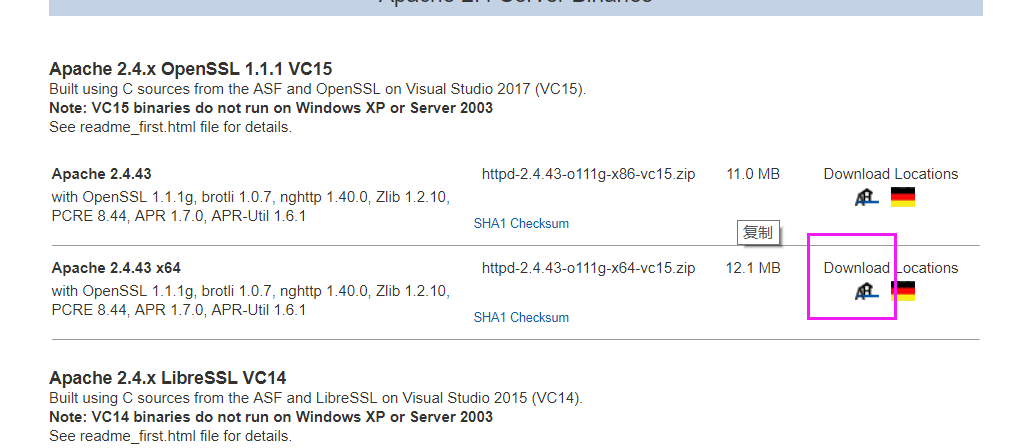 Apache 2.4 Server Binaries
Apache 2.4.x OpenSSL 1.1.1 VC15
Built using C sources from the ASF and OpenSSL on Visual Studio 2017 (VC15).
Note: VC15 binaries do not run on Windows XP or Server 2003
See readme_first.html file for details.
Apache 2.4.43 httpd-2.4.43-o111g-x86-vc15.zip 11.0 MB Download Locations
with OpenSSL 1.1.1g, brotli 1.0.7, nghttp 1.40.0, Zlib 1.2.10,
PCRE 8.44, APR 1.7.0, APR-Util 1.6.1
SHA1 Checksum
复制
Apache 2.4.43 x64 httpd-2.4.43-o111g-x64-vc15.zip 12.1 MB Download Locations
with OpenSSL 1.1.1g, brotli 1.0.7, nghttp 1.40.0, Zlib 1.2.10,
PCRE 8.44, APR 1.7.0, APR-Util 1.6.1
SHA1 Checksum
Apache 2.4.x LibreSSL VC14
Built using C sources from the ASF and LibreSSL on Visual Studio 2015 (VC14).
Note: VC14 binaries do not run on Windows XP or Server 2003
See readme_first.html file for details.